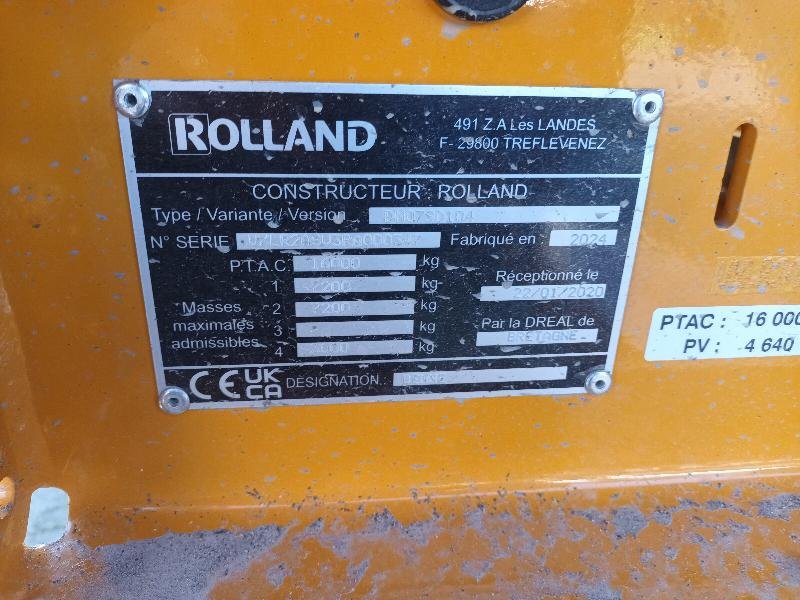 ROLLAND
491 Z.A Les LANDES
F- 29800 TREFLEVENEZ
CONSTRUCTEUR ROLLAND
Type / Variante / Version
N° SERIE Fabriqué en : 2024
P.T.A.C. 16000 kg
1 kg
Masses maximales admissibles
2 7200 kg
3 kg
4 kg
Réceptionné le
22/01/2020
Par la DREAL de
BRETAGNE
CE UK CA DÉSIGNATION.:
PTAC : 16 000
PV : 4 640